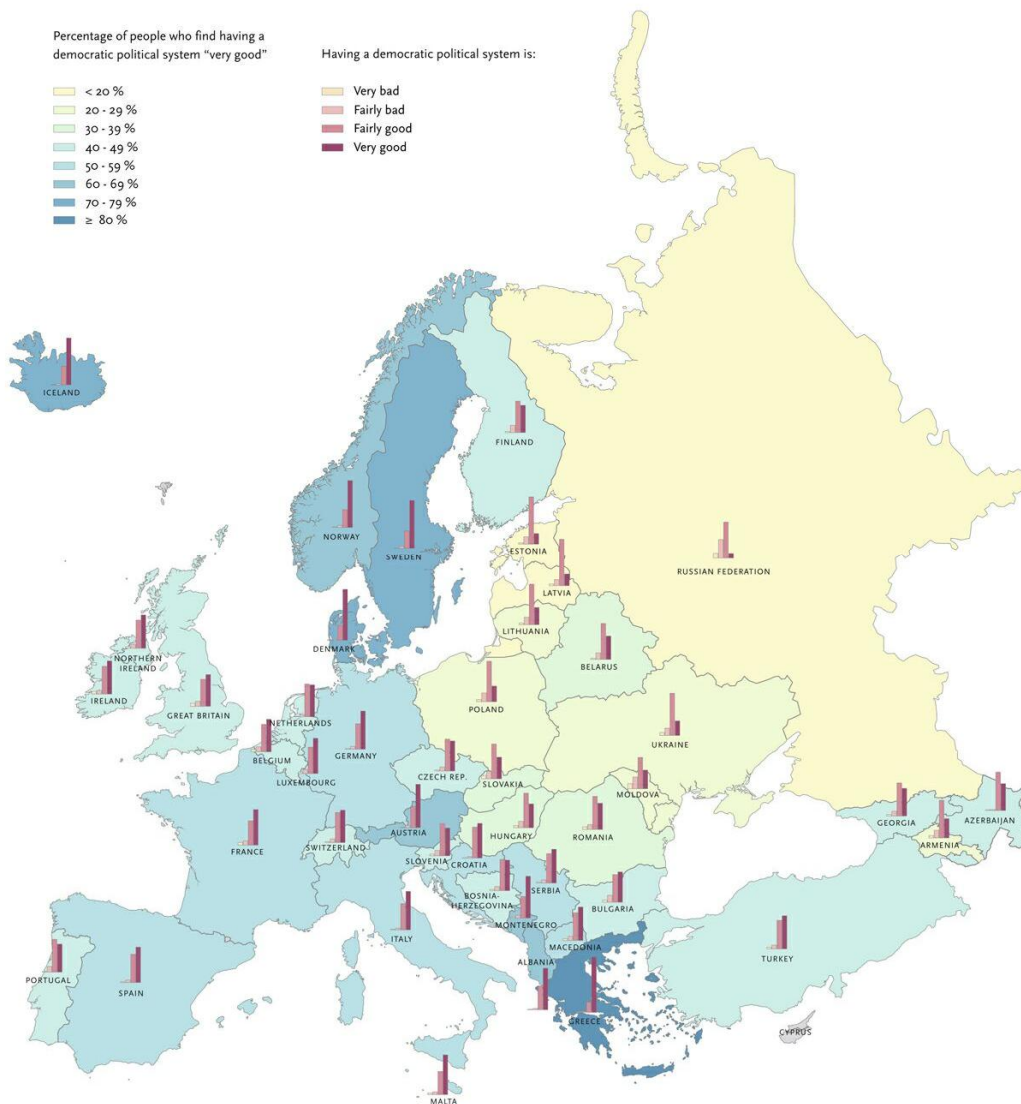 Percentage of people who find having a
democratic political system “very good”
< 20 %
20 - 29 %
30 - 39 %
40 - 49 %
50 - 59 %
60 - 69 %
70 - 79 %
≥ 80 %
Having a democratic political system is:
Very bad
Fairly bad
Fairly good
Very good
ICELAND
FINLAND
NORWAY
SWEDEN
ESTONIA
RUSSIAN FEDERATION
LATVIA
LITHUANIA
DENMARK
NORTHERN
IRELAND
BELARUS
IRELAND
GREAT BRITAIN
POLAND
NETHERLANDS
UKRAINE
BELGIUM
GERMANY
LUXEMBOURG
CZECH REP.
SLOVAKIA
MOLDOVA
GEORGIA
AZERBAIJAN
AUSTRIA
HUNGARY
ROMANIA
FRANCE
SWITZERLAND
ARMENIA
SLOVENIA
CROATIA
BOSNIA-
HERZEGOVINA
SERBIA
BULGARIA
ITALY
MONTENEGRO
MACEDONIA
TURKEY
ALBANIA
PORTUGAL
SPAIN
GREECE
CYPRUS
MALTA